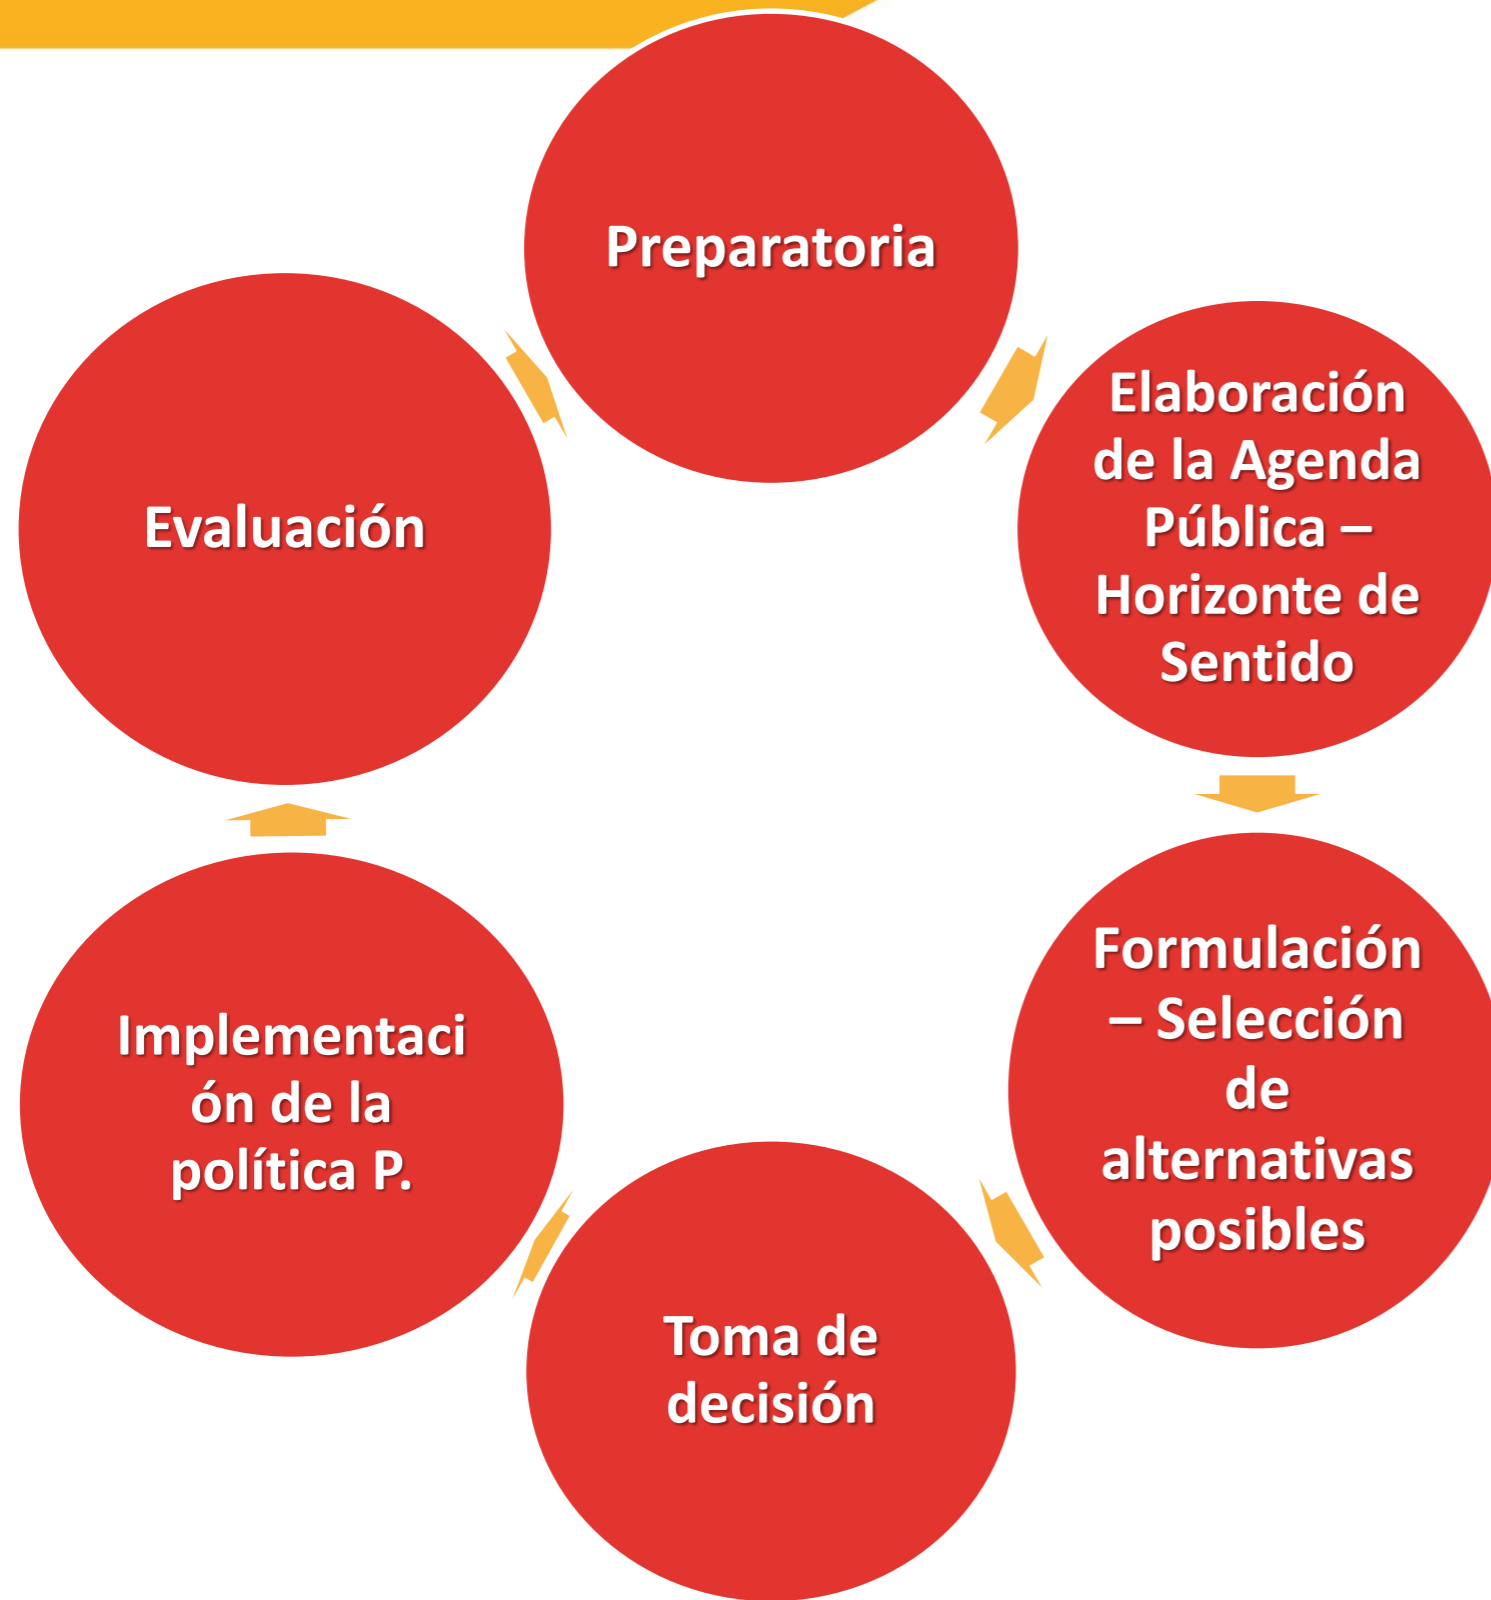 Preparatoria
Elaboración
de la Agenda
Pública –
Horizonte de
Sentido
Formulación
– Selección
de
alternativas
posibles
Toma de
decisión
Implementaci
ón de la
política P.
Evaluación